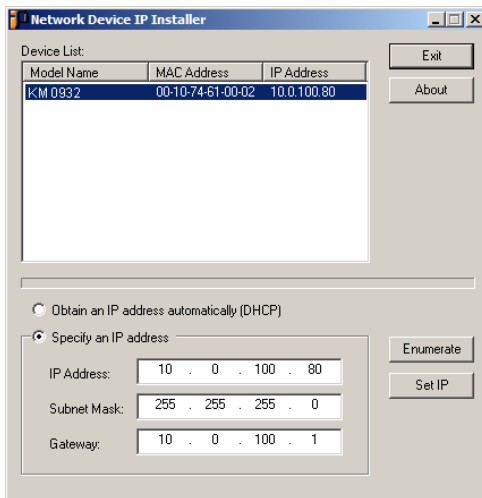 Network Device IP Installer
Device List:
Exit
Model Name MAC Address IP Address
KM0932 00-10-74-61-00-02 10.0.100.80
About
Obtain an IP address automatically (DHCP)
Specify an IP address
Enumerate
IP Address: 10 . 0 . 100 . 80
Set IP
Subnet Mask: 255 . 255 . 255 . 0
Gateway: 10 . 0 . 100 . 1